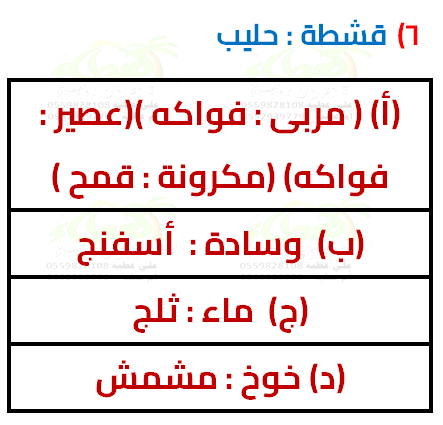 ٦) قشطة : حليب
(أ) ( مربى : فواكه )(عصير :
فواكه) (مكرونة : قمح )
(ب) وسادة : أسفنج
(ج) ماء : ثلج
(د) خوخ : مشمش